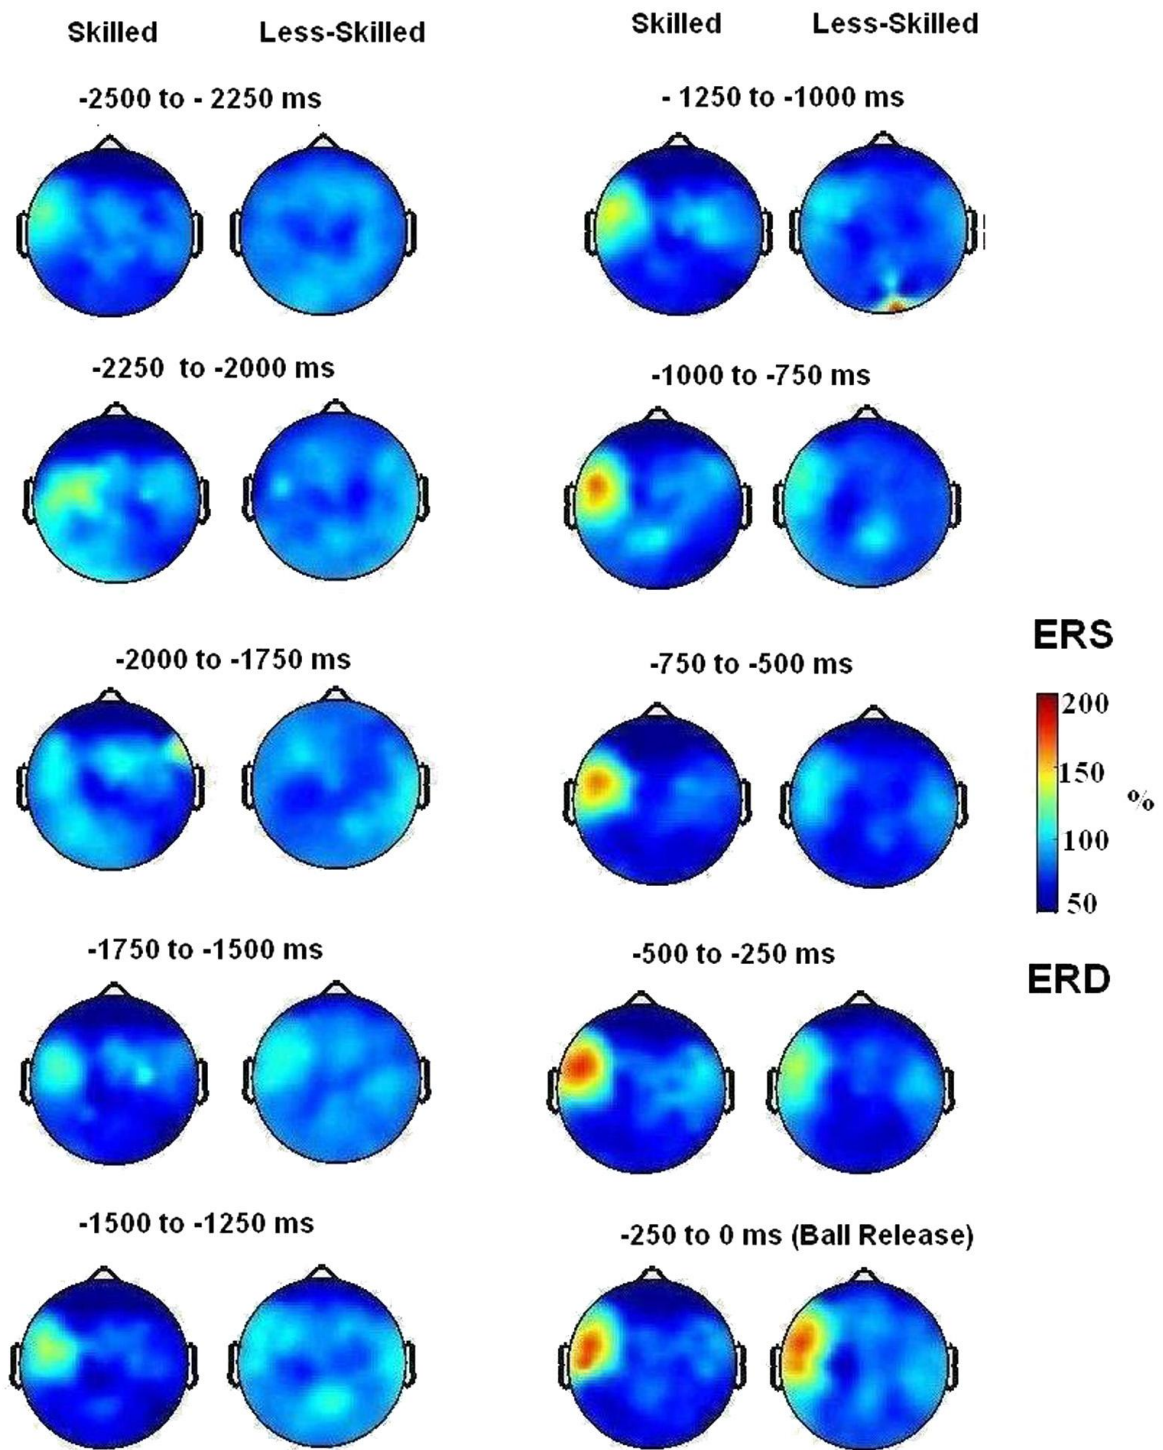 Skilled Less-Skilled
-2500 to - 2250 ms
-2250 to -2000 ms
-2000 to -1750 ms
-1750 to -1500 ms
-1500 to -1250 ms
Skilled Less-Skilled
- 1250 to -1000 ms
-1000 to -750 ms
-750 to -500 ms
-500 to -250 ms
-250 to 0 ms (Ball Release)
ERS
200
150
%
100
50
ERD